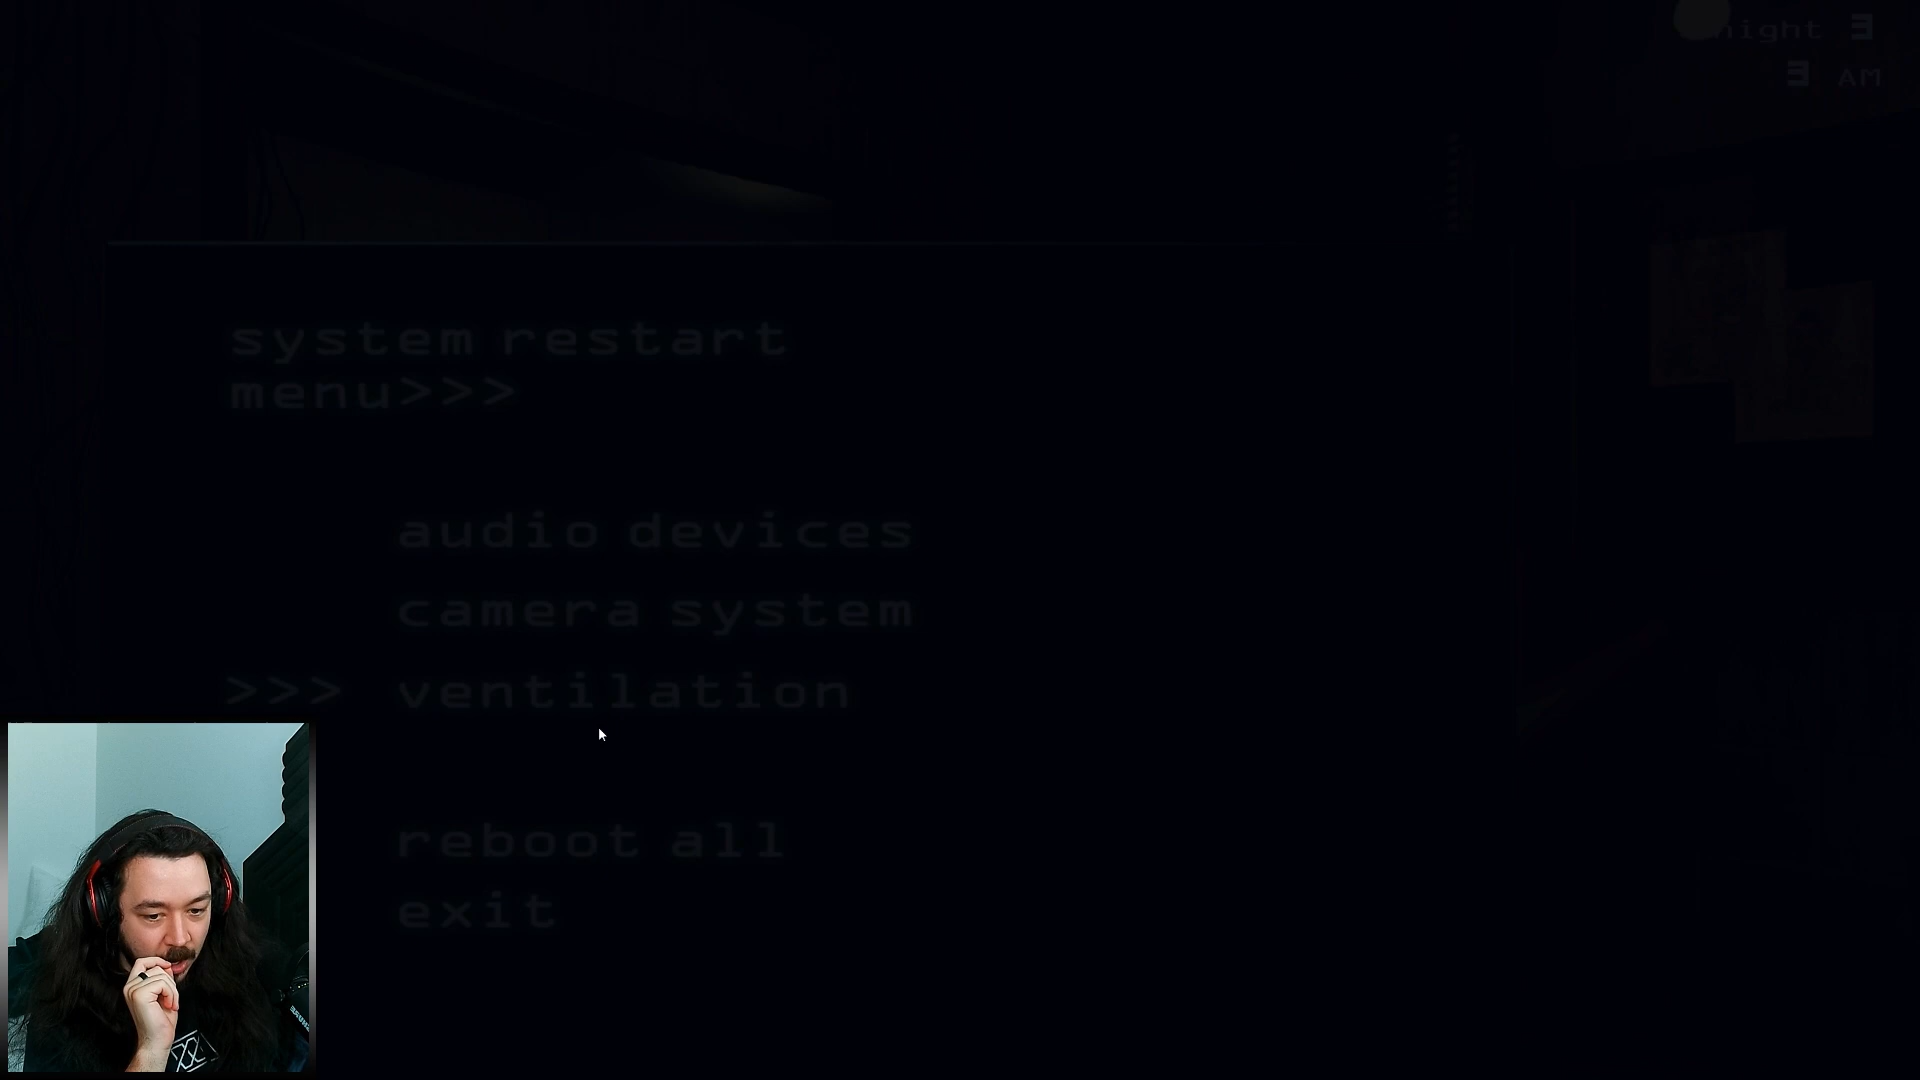 night 3
3 AM
system restart
menu>>>
audio devices
camera system
>>> ventilation
reboot all
exit